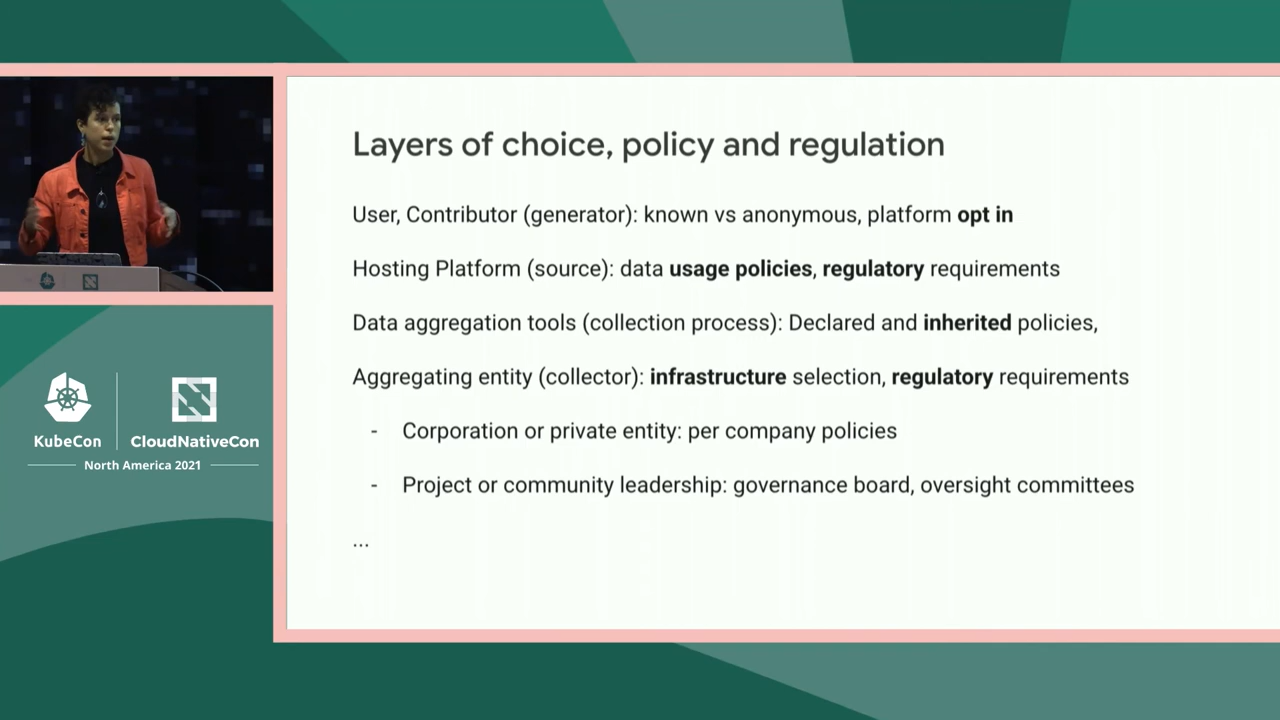 Layers of choice, policy and regulation
User, Contributor (generator): known vs anonymous, platform opt in
Hosting Platform (source): data usage policies, regulatory requirements
Data aggregation tools (collection process): Declared and inherited policies,
Aggregating entity (collector): infrastructure selection, regulatory requirements
- Corporation or private entity: per company policies
- Project or community leadership: governance board, oversight committees
...
KubeCon
CloudNativeCon
North America 2021